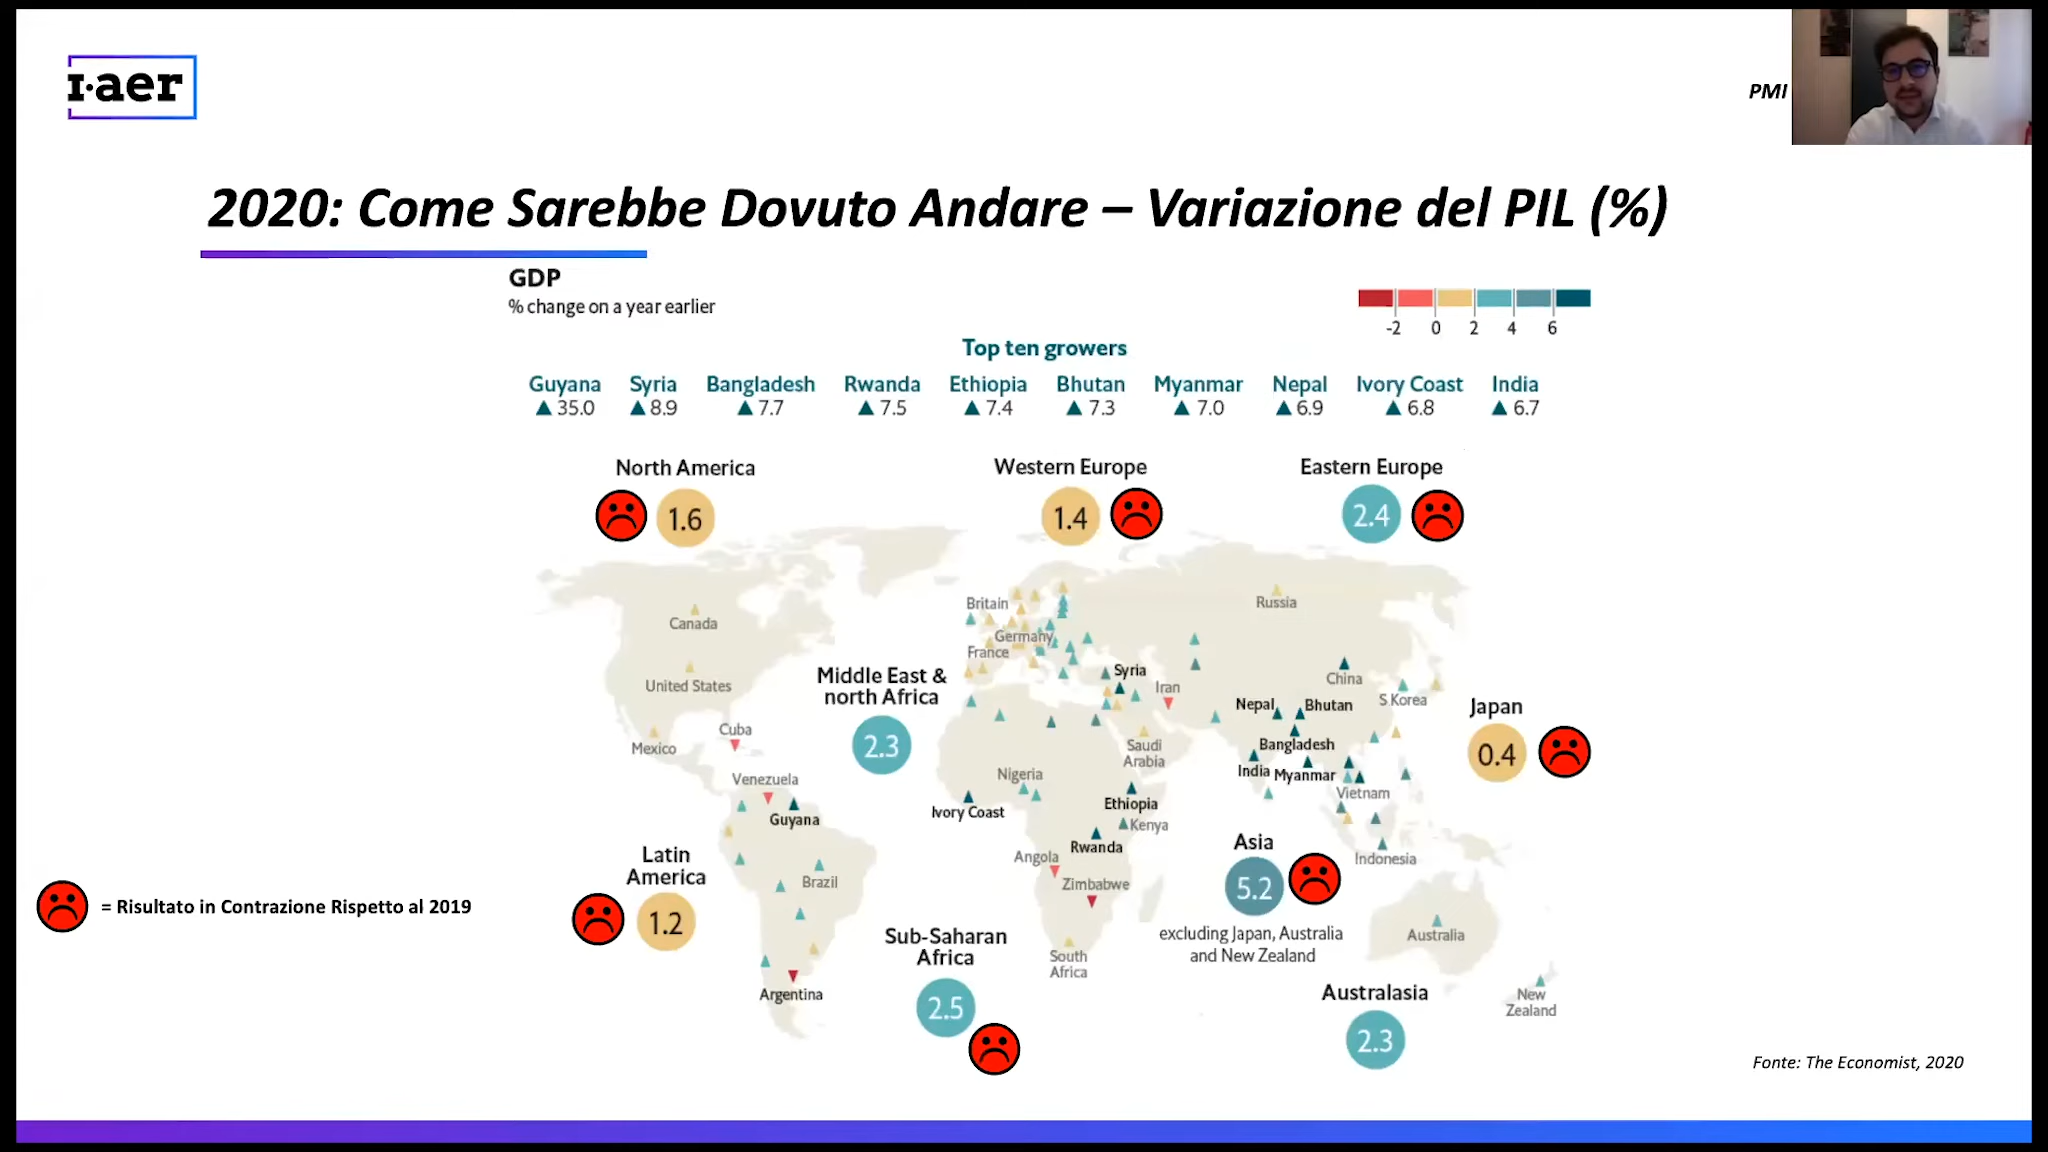 ı·aer
PMI
2020: Come Sarebbe Dovuto Andare – Variazione del PIL (%)
GDP
% change on a year earlier
-2 0 2 4 6
Top ten growers
Guyana Syria Bangladesh Rwanda Ethiopia Bhutan Myanmar Nepal Ivory Coast India
▲35.0 ▲8.9 ▲7.7 ▲7.5 ▲7.4 ▲7.3 ▲7.0 ▲6.9 ▲6.8 ▲6.7
North America
1.6
Western Europe
1.4
Eastern Europe
2.4
Canada
United States
Mexico
Cuba
Venezuela
Guyana
Brazil
Argentina
Britain
Germany
France
Russia
Middle East &
north Africa
2.3
Syria
Iran
Saudi
Arabia
Nigeria
Ivory Coast
Ethiopia
Kenya
Rwanda
Angola
Zimbabwe
South
Africa
China
S Korea
Nepal
Bhutan
Bangladesh
India
Myanmar
Vietnam
Indonesia
Japan
0.4
Latin
America
1.2
Sub-Saharan
Africa
2.5
Asia
5.2
excluding Japan, Australia
and New Zealand
Australia
Australasia
2.3
New
Zealand
= Risultato in Contrazione Rispetto al 2019
Fonte: The Economist, 2020